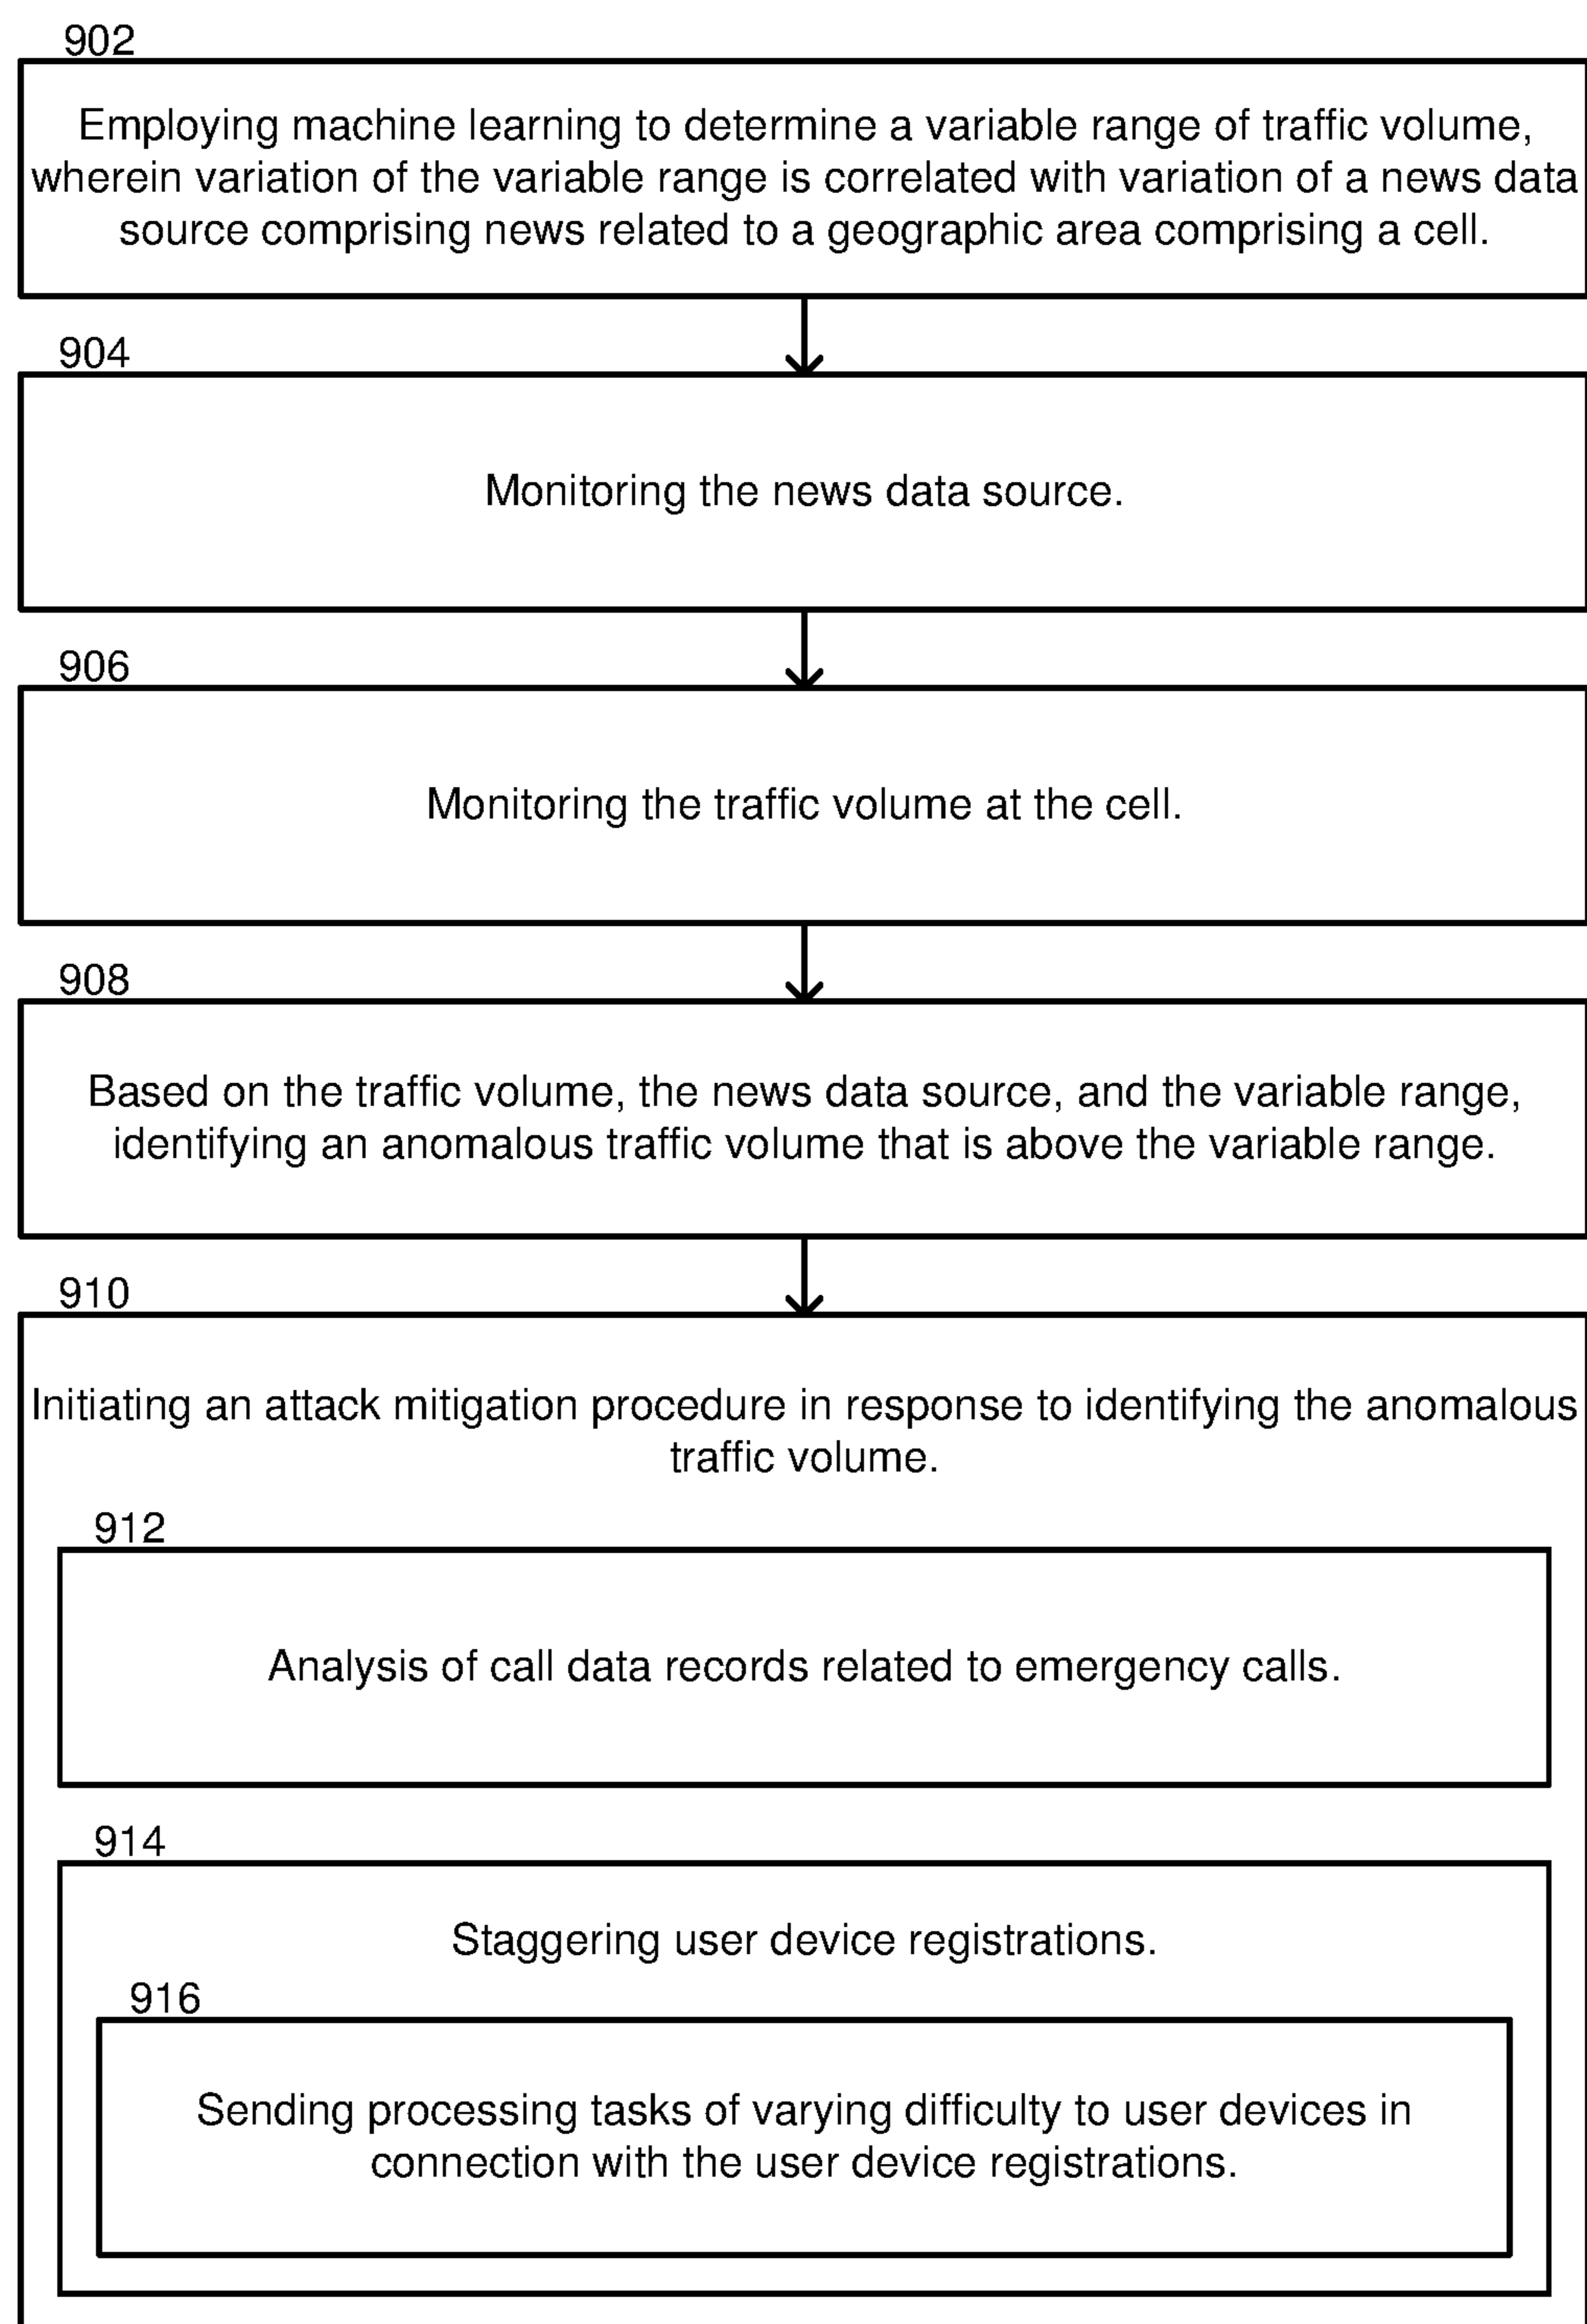 902
Employing machine learning to determine a variable range of traffic volume,
wherein variation of the variable range is correlated with variation of a news data
source comprising news related to a geographic area comprising a cell.
904
Monitoring the news data source.
906
Monitoring the traffic volume at the cell.
908
Based on the traffic volume, the news data source, and the variable range,
identifying an anomalous traffic volume that is above the variable range.
910
Initiating an attack mitigation procedure in response to identifying the anomalous
traffic volume.
912
Analysis of call data records related to emergency calls.
914
Staggering user device registrations.
916
Sending processing tasks of varying difficulty to user devices in
connection with the user device registrations.